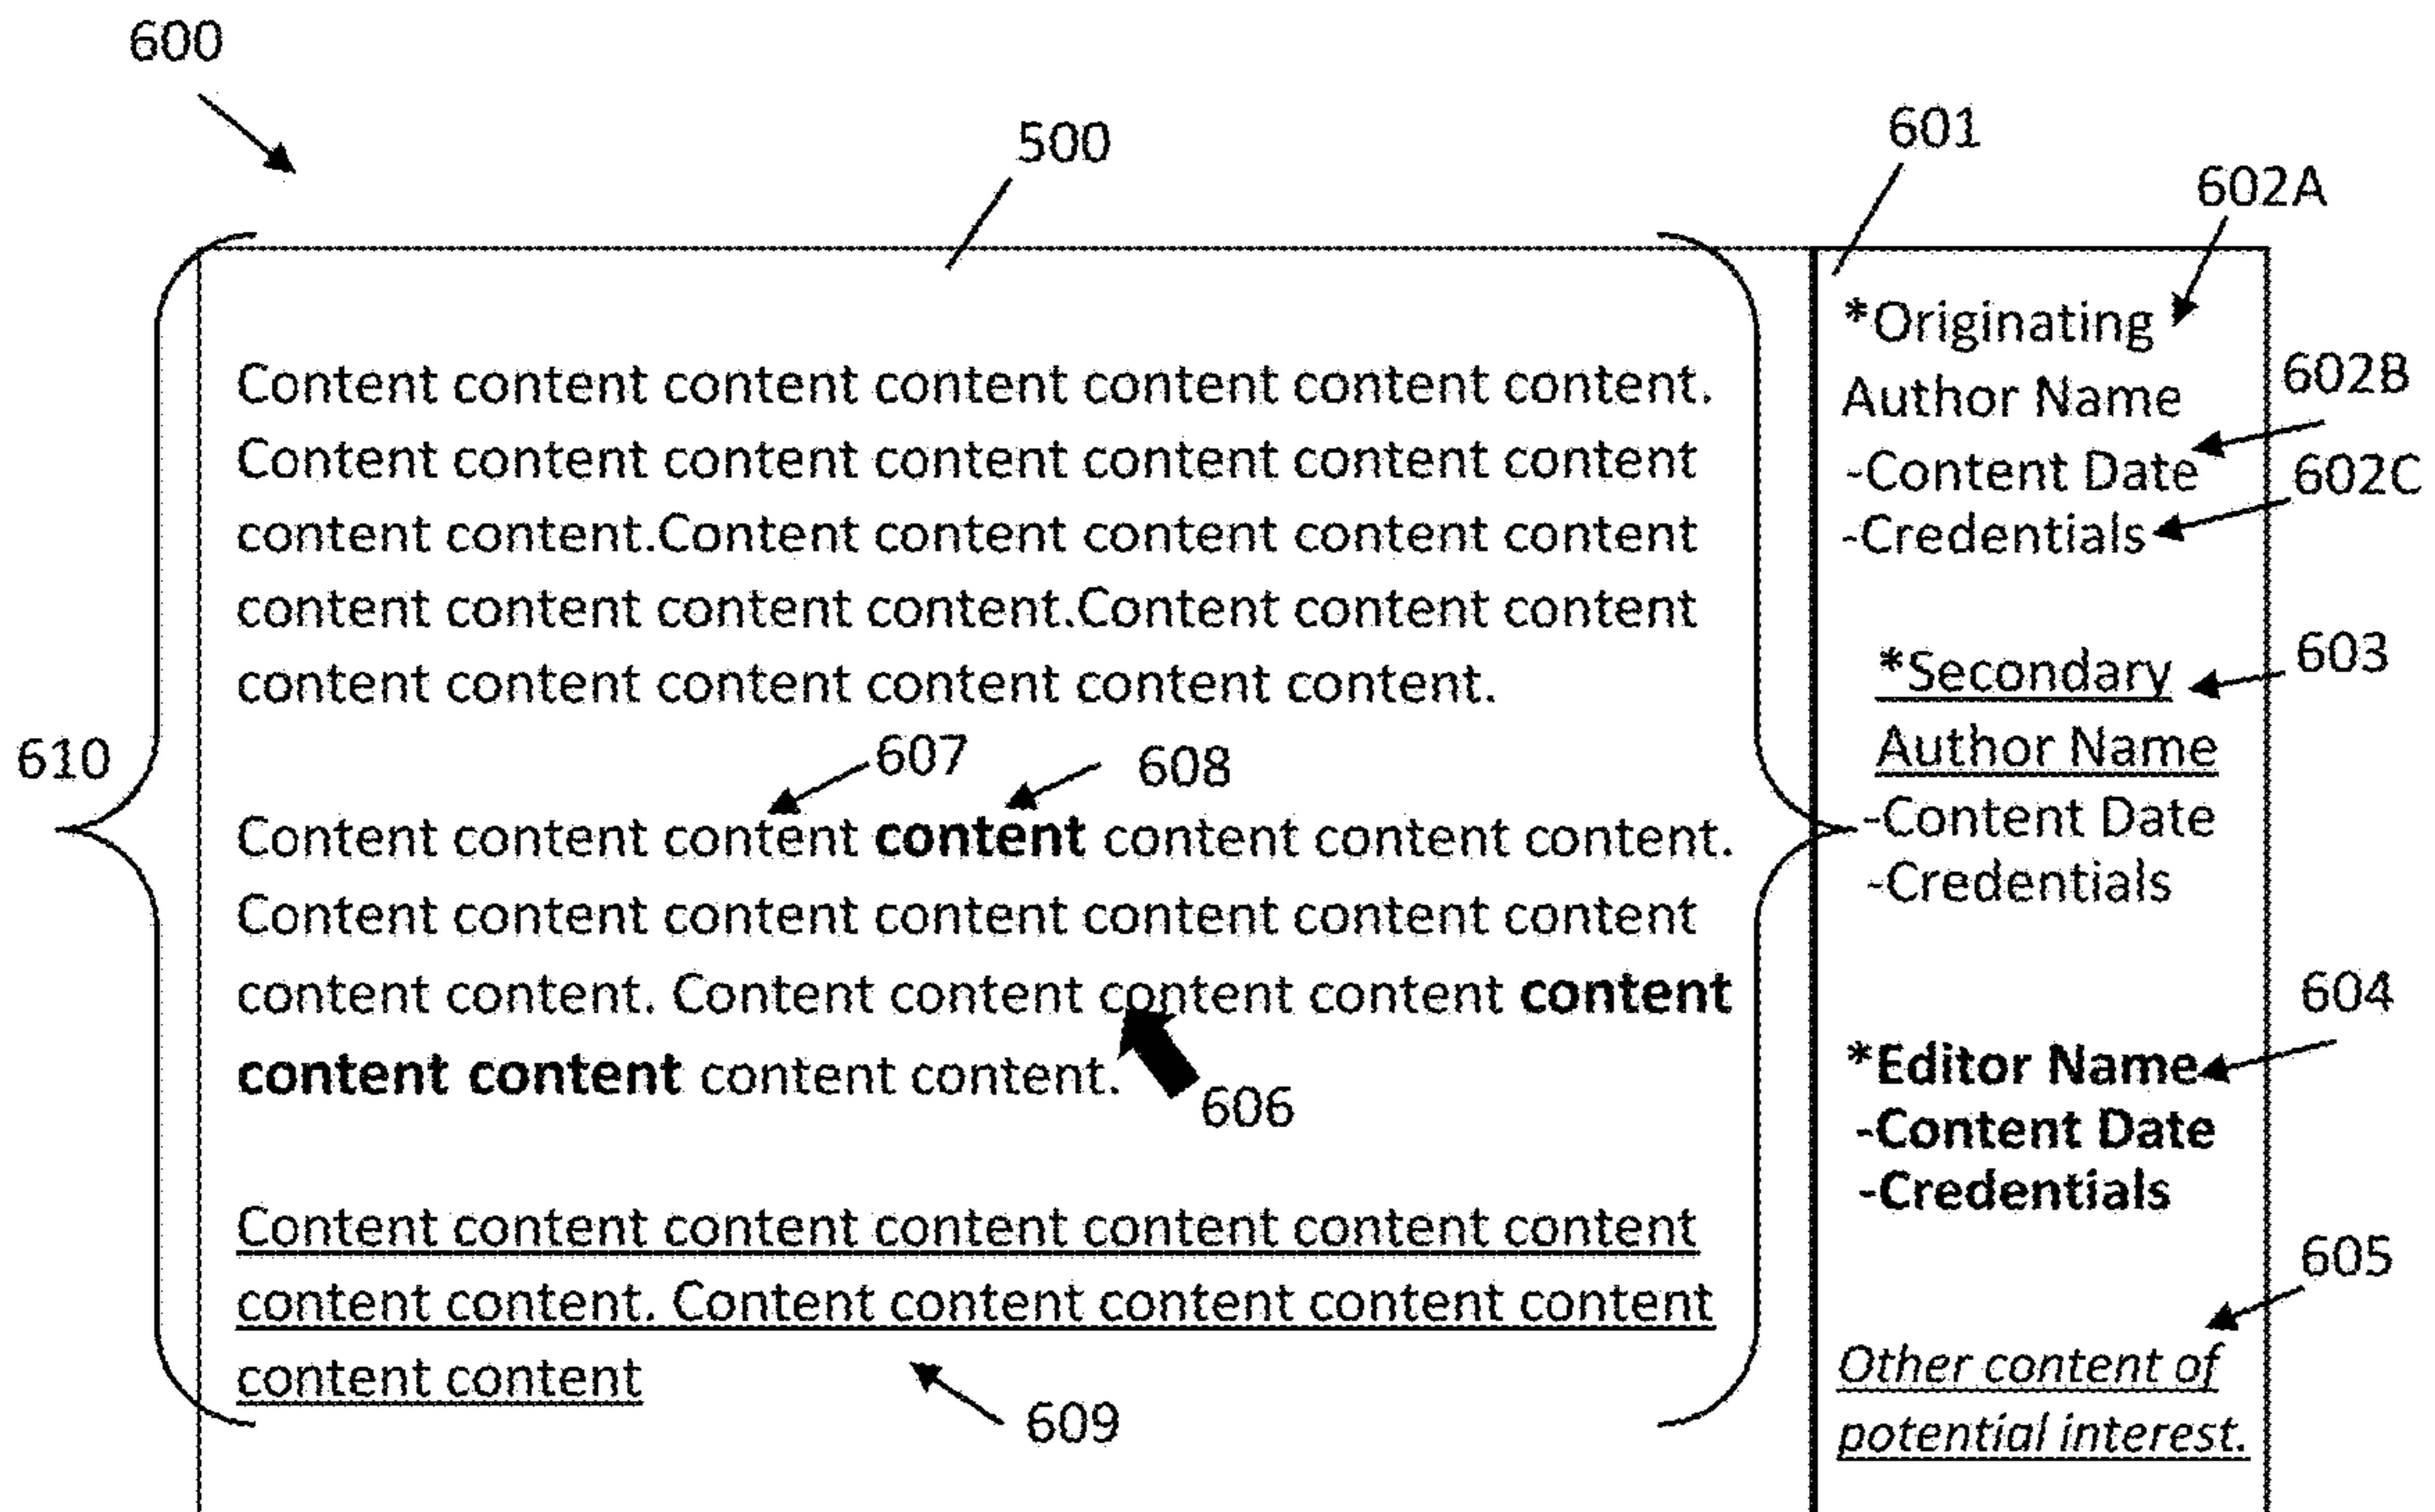 600
500
601
602A
Content content content content content content content.
Content content content content content content content
content content.Content content content content content
content content content content.Content content content
content content content content content content.
610
607
608
Content content content content content content content.
Content content content content content content content
content content. Content content content content content
content content content content.
606
Content content content content content content content
content content. Content content content content content
content content
609
*Originating
Author Name
602B
-Content Date
602C
-Credentials
603
*Secondary
Author Name
-Content Date
-Credentials
604
*Editor Name
-Content Date
-Credentials
605
Other content of
potential interest.